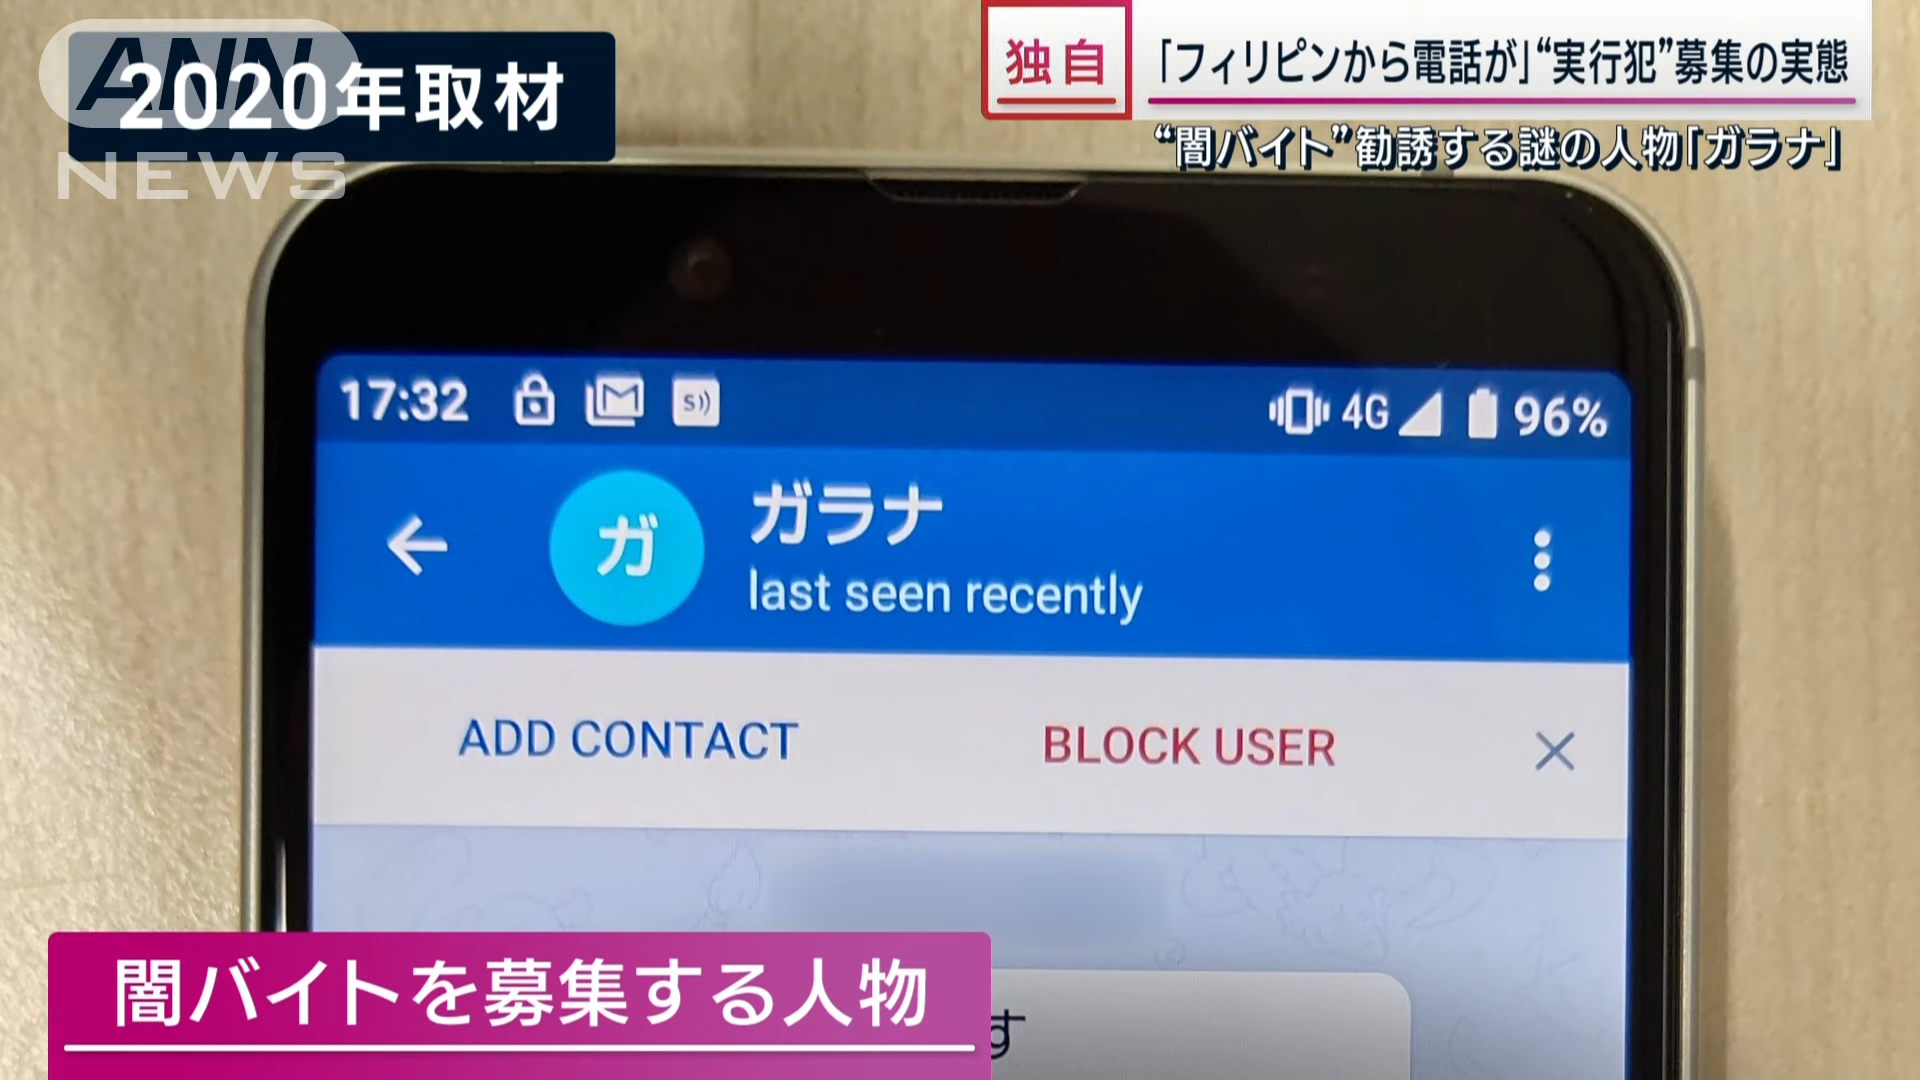 ANN
NEWS
2020年取材
独自
「フィリピンから電話が」“実行犯”募集の実態
“闇バイト”勧誘する謎の人物「ガラナ」
17:32
S))
4G
96%
ガ
ガラナ
last seen recently
ADD CONTACT
BLOCK USER
す
闇バイトを募集する人物